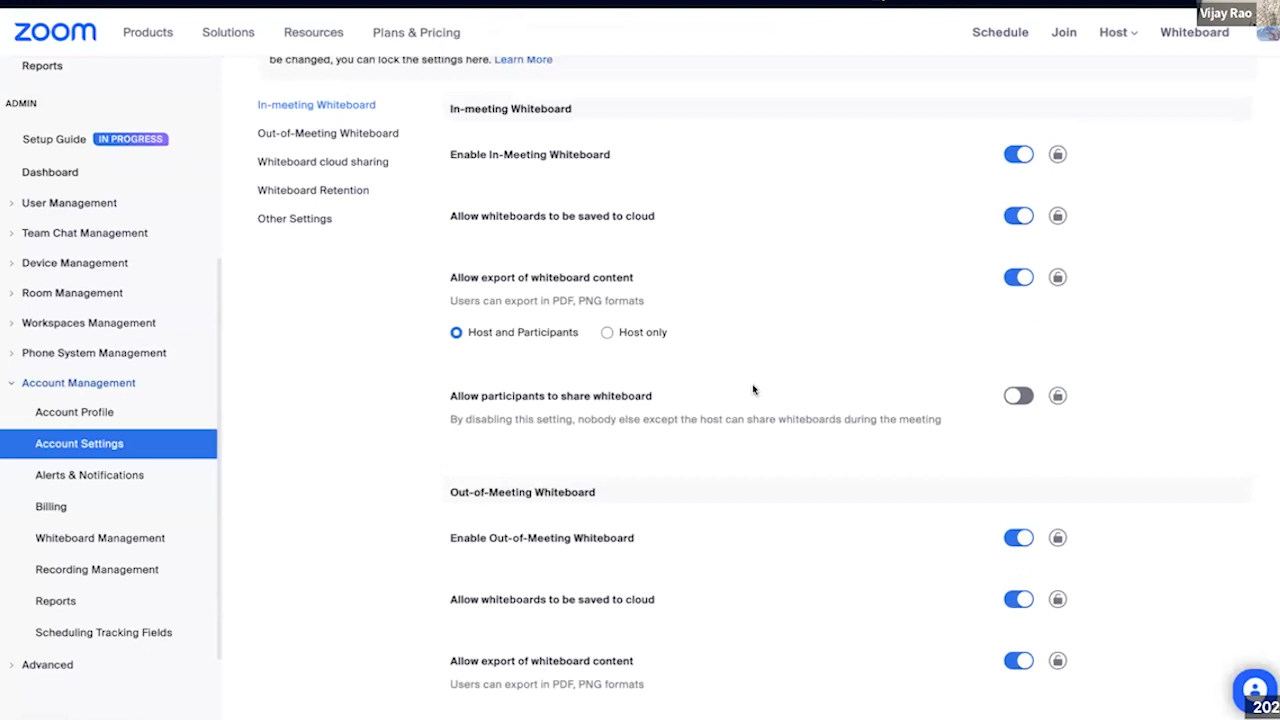 Vijay Rao
zoom
Products
Solutions
Resources
Plans & Pricing
Schedule
Join
Host
Whiteboard
Reports
ADMIN
Setup Guide IN PROGRESS
Dashboard
User Management
Team Chat Management
Device Management
Room Management
Workspaces Management
Phone System Management
Account Management
Account Profile
Account Settings
Alerts & Notifications
Billing
Whiteboard Management
Recording Management
Reports
Scheduling Tracking Fields
Advanced
be changed, you can lock the settings here. Learn More
In-meeting Whiteboard
Out-of-Meeting Whiteboard
Whiteboard cloud sharing
Whiteboard Retention
Other Settings
In-meeting Whiteboard
Enable In-Meeting Whiteboard
Allow whiteboards to be saved to cloud
Allow export of whiteboard content
Users can export in PDF, PNG formats
Host and Participants
Host only
Allow participants to share whiteboard
By disabling this setting, nobody else except the host can share whiteboards during the meeting
Out-of-Meeting Whiteboard
Enable Out-of-Meeting Whiteboard
Allow whiteboards to be saved to cloud
Allow export of whiteboard content
Users can export in PDF, PNG formats
202